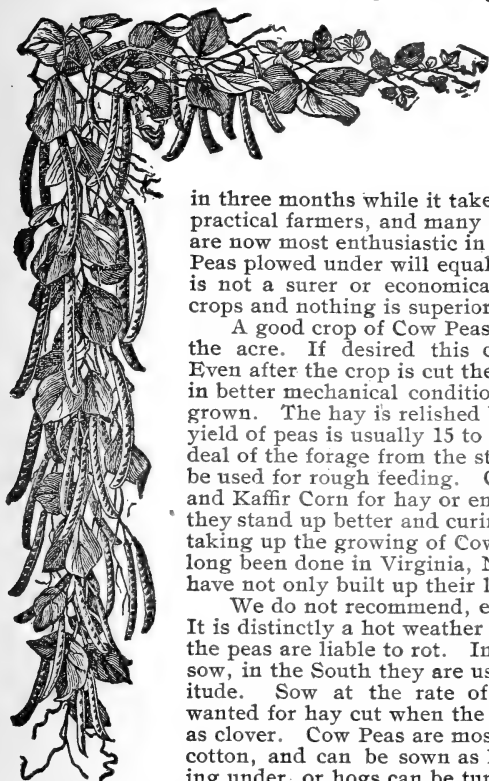 in three months while it take
practical farmers, and many
are now most enthusiastic in
Peas plowed under will equal
is not a surer or economica
crops and nothing is superior
A good crop of Cow Peas
the acre. If desired this c
Even after the crop is cut the
in better mechanical conditio
grown. The hay is relished
yield of peas is usually 15 to
deal of the forage from the st
be used for rough feeding. C
and Kaffir Corn for hay or en
they stand up better and curin
taking up the growing of Cow
long been done in Virginia, N
have not only built up their l
We do not recommend, e
It is distinctly a hot weather
the peas are liable to rot. In
sow, in the South they are us
itude. Sow at the rate of
wanted for hay cut when the
as clover. Cow Peas are mos
cotton, and can be sown as l
ing under, or hogs can be tur